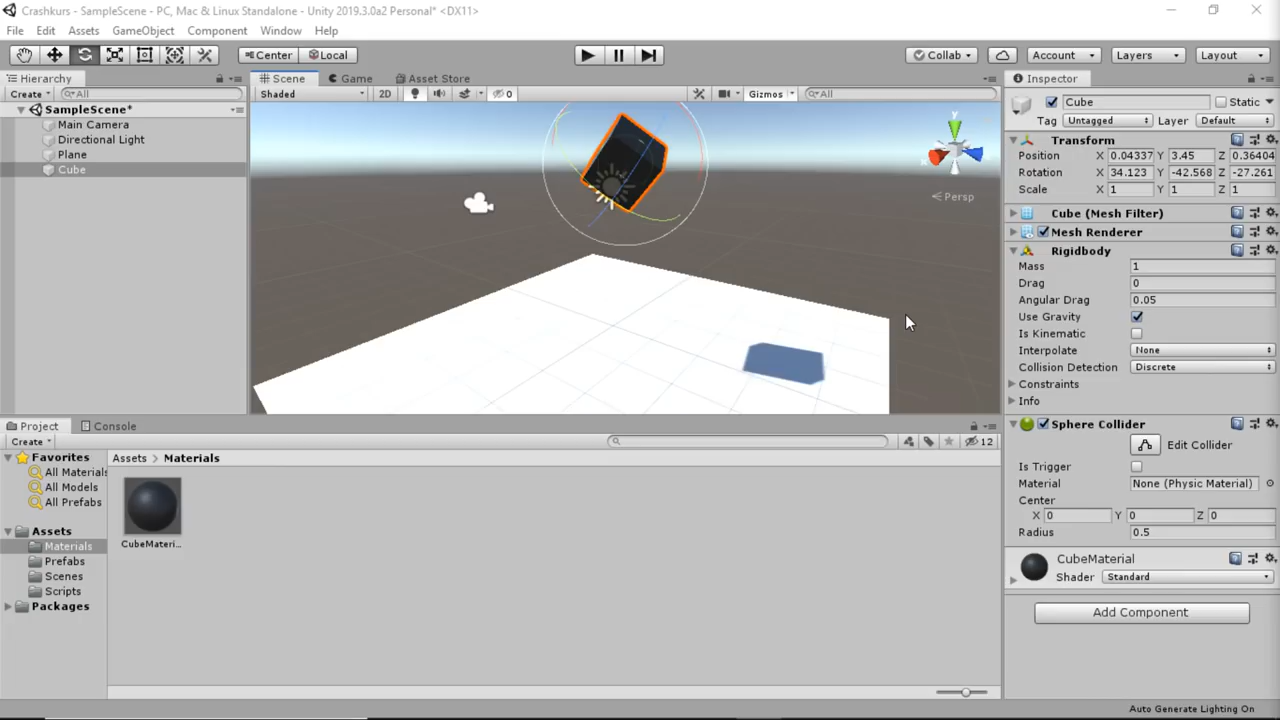 Crashkurs - SampleScene - PC, Mac & Linux Standalone - Unity 2019.3.0a2 Personal* <DX11>
File Edit Assets GameObject Component Window Help
Center Local Collab Account Layers Layout
Hierarchy
Create All
SampleScene*
Main Camera
Directional Light
Plane
Cube
Scene Game Asset Store
Shaded 2D 0 Gizmos All
y
Persp
Inspector
Cube Static
Tag Untagged Layer Default
Transform
Position X 0.04337 Y 3.45 Z 0.36404
Rotation X 34.123 Y -42.568 Z -27.261
Scale X 1 Y 1 Z 1
Cube (Mesh Filter)
Mesh Renderer
Rigidbody
Mass 1
Drag 0
Angular Drag 0.05
Use Gravity
Is Kinematic
Interpolate None
Collision Detection Discrete
Constraints
Info
Sphere Collider
Edit Collider
Is Trigger
Material None (Physic Material)
Center
X 0 Y 0 Z 0
Radius 0.5
CubeMaterial
Shader Standard
Add Component
Project Console
Create 12
Favorites
All Materials
All Models
All Prefabs
Assets
Materials
Prefabs
Scenes
Scripts
Packages
Assets > Materials
CubeMateri...
Auto Generate Lighting On